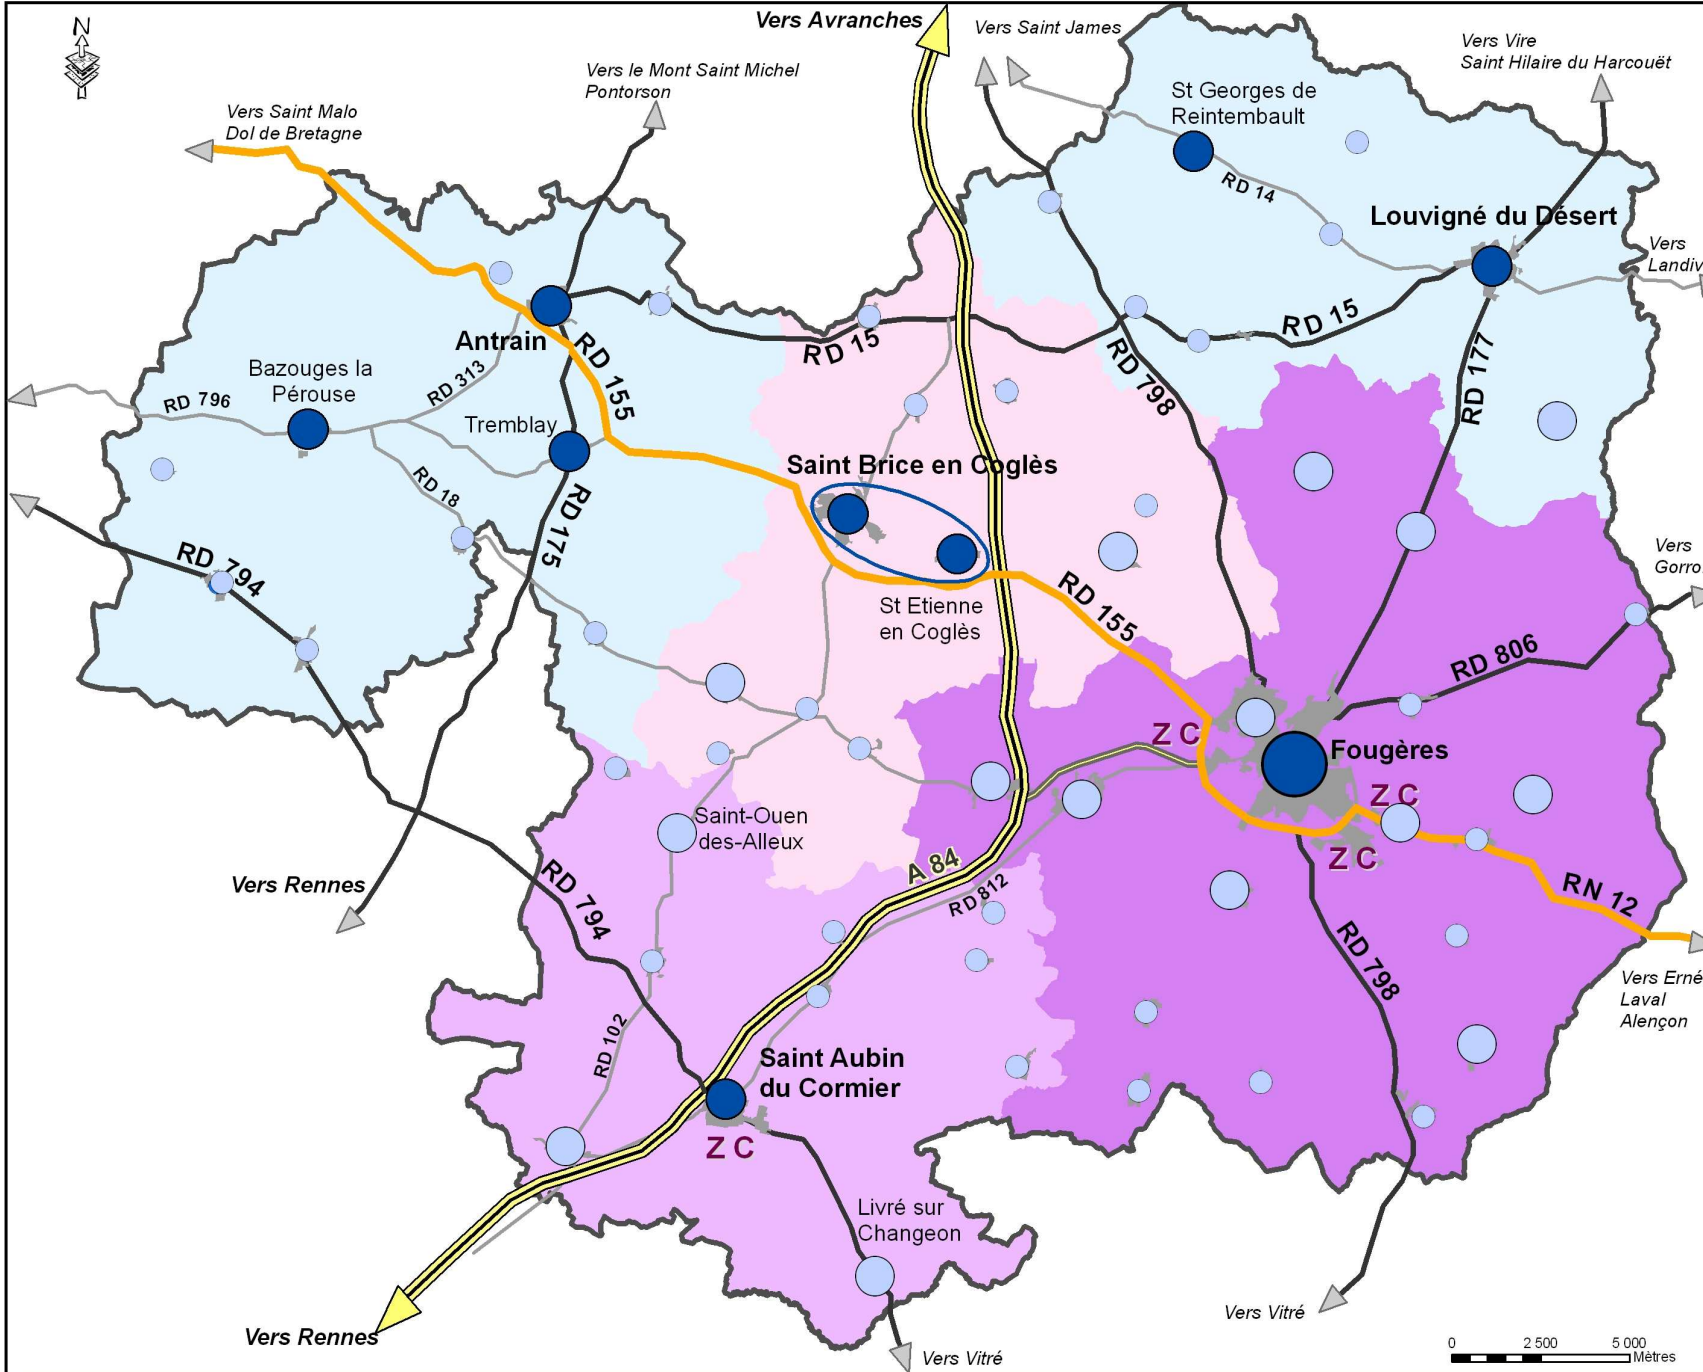 Vers Avranches
Vers Saint James
N
Vers Vire
Saint Hilaire du Harcouët
Vers le Mont Saint Michel
Pontorson
Vers Saint Malo
Dol de Bretagne
St Georges de
Reintembault
RD 14
Louvigné du Désert
Vers
Landiv
RD 15
RD 15
Antrain
RD 155
RD 798
RD 177
Bazouges la
Pérouse
RD 313
RD 796
Tremblay
Saint Brice en Coglès
RD 18
RD 175
RD 794
St Etienne
en Coglès
RD 155
Vers
Gorro
RD 806
Z C
Fougères
Z C
Z C
Saint-Ouen
des-Alleux
A 84
RD 812
Vers Rennes
RD 794
RN 12
RD 798
Vers Erné
Laval
Alençon
RD 102
Saint Aubin
du Cormier
Z C
Livré sur
Changeon
Vers Rennes
Vers Vitré
Vers Vitré
0 2 500 5 000
Mètres